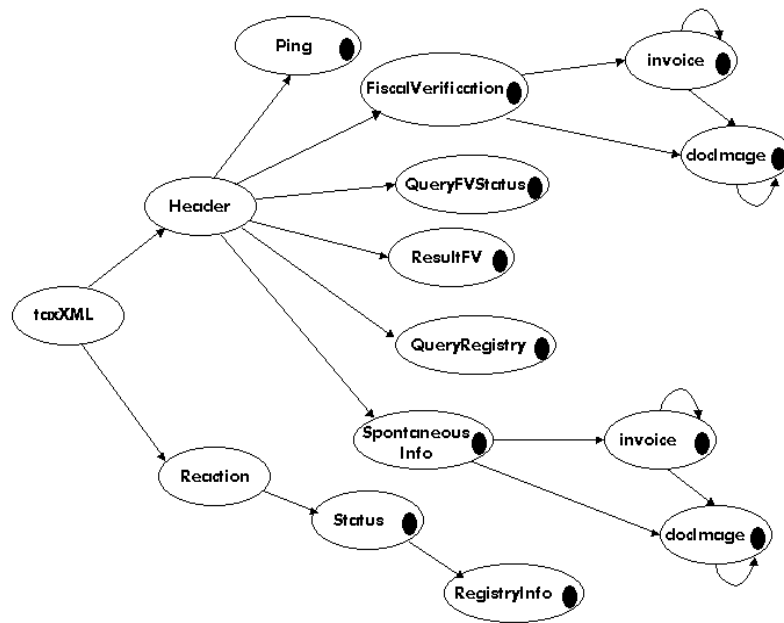 Ping
invoice
FiscalVerification
docImage
QueryFVStatus
Header
ResultFV
taxXML
QueryRegistry
Spontaneous
Info
invoice
Reaction
Status
docImage
RegistryInfo